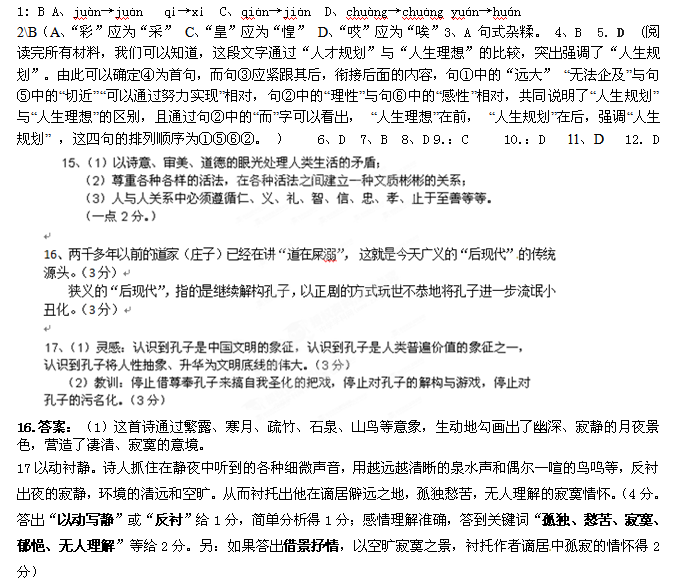 1: B A、juàn→juàn qì→xì C、qián→jiàn D、chuàng→chuáng yuán→huán
2\B（A、“彩”应为“采” C、“皇”应为“惶” D、“哎”应为“唉”3、A 句式杂糅。 4、B 5. D （阅
读完所有材料，我们可以知道，这段文字通过“人才规划”与“人生理想”的比较，突出强调了“人生规
划”。由此可以确定④为首句，而句③应紧跟其后，衔接后面的内容，句①中的“远大” “无法企及”与句
⑤中的“切近”“可以通过努力实现”相对，句②中的“理性”与句⑥中的“感性”相对，共同说明了“人生规划”
与“人生理想”的区别，且通过句②中的“而”字可以看出， “人生理想”在前， “人生规划”在后，强调“人生
规划”，这四句的排列顺序为①⑤⑥②。 ） 6、D 7、B 8、D 9.：C 10.：D 11、D 12. D
15、（1）以诗意、审美、道德的眼光处理人类生活的矛盾；
（2）尊重各种各样的活法，在各种活法之间建立一种文质彬彬的关系；
（3）人与人关系中必须遵循仁、义、礼、智、信、忠、孝、止于至善等等。
（一点 2 分。）
16、两千多年以前的道家（庄子）已经在讲“道在屎溺”，这就是今天广义的“后现代”的传统
源头。（3 分）
狭义的“后现代”，指的是继续解构孔子，以正剧的方式玩世不恭地将孔子进一步流氓小
丑化。（3 分）
17、（1）灵感：认识到孔子是中国文明的象征，认识到孔子是人类普遍价值的象征之一，
认识到孔子将人性抽象、升华为文明底线的伟大。（3 分）
（2）教训：停止借尊奉孔子来搞自我圣化的把戏，停止对孔子的解构与游戏，停止对
孔子的污名化。（3 分）
16.答案：（1）这首诗通过繁露、寒月、疏竹、石泉、山鸟等意象，生动地勾画出了幽深、寂静的月夜景
色，营造了凄清、寂寞的意境。
17 以动衬静。诗人抓住在静夜中听到的各种细微声音，用越远越清晰的泉水声和偶尔一喧的鸟鸣等，反衬
出夜的寂静，环境的清远和空旷。从而衬托出他在谪居僻远之地，孤独愁苦，无人理解的寂寞情怀。（4 分。
答出“以动写静”或“反衬”给 1 分，简单分析得 1 分；感情理解准确，答到关键词“孤独、愁苦、寂寞、
郁悒、无人理解”等给 2 分。另：如果答出借景抒情，以空旷寂寞之景，衬托作者谪居中孤寂的情怀得 2
分）